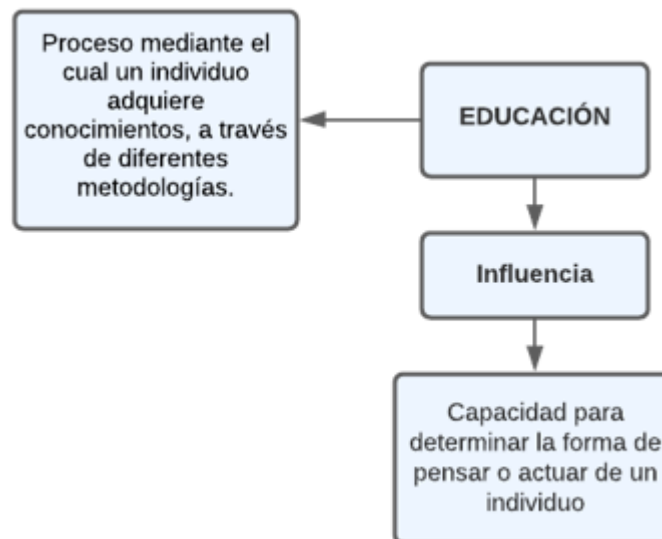 Proceso mediante el
cual un individuo
adquiere
conocimientos, a través
de diferentes
metodologías.
EDUCACIÓN
Influencia
Capacidad para
determinar la forma de
pensar o actuar de un
individuo